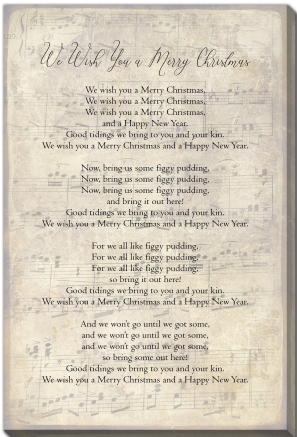 We Wish You a Merry Christmas
We wish you a Merry Christmas,
We wish you a Merry Christmas,
We wish you a Merry Christmas,
and a Happy New Year.
Good tidings we bring to you and your kin.
We wish you a Merry Christmas and a Happy New Year.
Now, bring us some figgy pudding,
Now, bring us some figgy pudding,
Now, bring us some figgy pudding,
and bring it out here!
Good tidings we bring to you and your kin.
We wish you a Merry Christmas and a Happy New Year.
For we all like figgy pudding,
For we all like figgy pudding,
For we all like figgy pudding,
so bring it out here!
Good tidings we bring to you and your kin.
We wish you a Merry Christmas and a Happy New Year.
And we won't go until we got some,
and we won't go until we got some,
and we won't go until we got some,
so bring some out here!
Good tidings we bring to you and your kin.
We wish you a Merry Christmas and a Happy New Year.